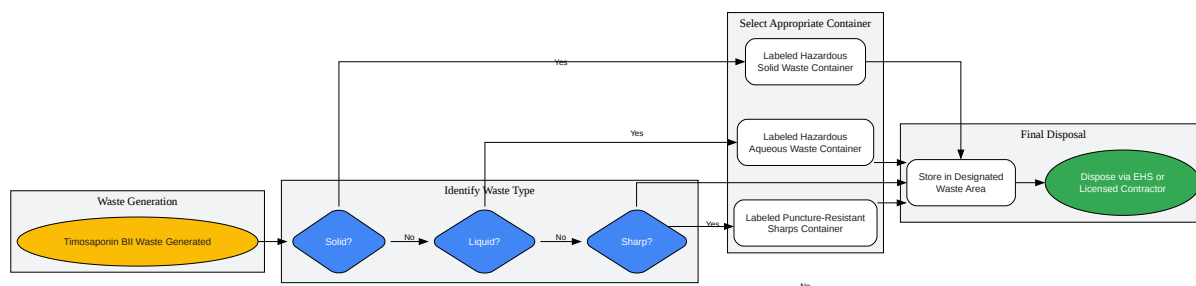 Select Appropriate Container
Labeled Hazardous
Solid Waste Container
Yes
Labeled Hazardous
Aqueous Waste Container
Yes
Final Disposal
Store in Designated
Waste Area
Dispose via EHS or
Licensed Contractor
Identify Waste Type
Waste Generation
Timosaponin BII Waste Generated
Solid?
No
Liquid?
No
Sharp?
Yes
Labeled Puncture-Resistant
Sharps Container
No